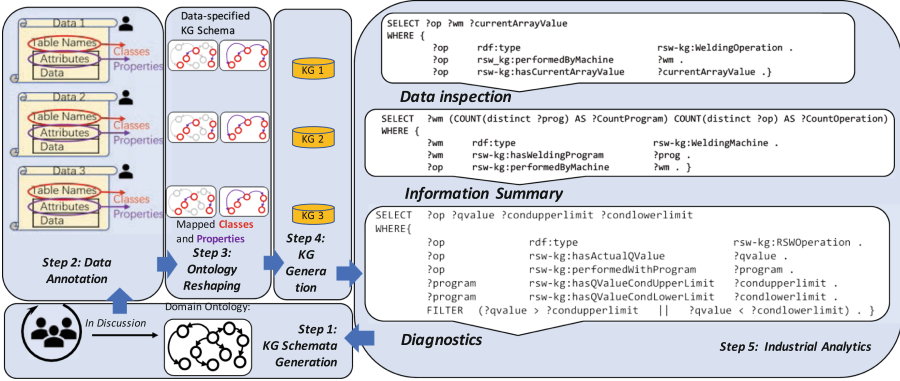 Data 1
Table Names
Attributes
Data
Classes
Properties
Data 2
Table Names
Attributes
Data
Classes
Properties
Data 3
Table Names
Attributes
Data
Classes
Properties
Step 2: Data
Annotation
Data-specified
KG Schema
Mapped Classes
and Properties
Step 3:
Ontology
Reshaping
KG 1
KG 2
KG 3
Step 4:
KG
Genera
tion
In Discussion
Domain Ontology:
Step 1:
KG Schemata
Generation
SELECT ?op ?wm ?currentArrayValue
WHERE {
?op rdf:type rsw-kg:WeldingOperation .
?op rsw_kg:performedByMachine ?wm .
?op rsw-kg:hasCurrentArrayValue ?currentArrayValue .}
Data inspection
SELECT ?wm (COUNT(distinct ?prog) AS ?CountProgram) COUNT(distinct ?op) AS ?CountOperation)
WHERE {
?wm rdf:type rsw-kg:WeldingMachine .
?wm rsw-kg:hasWeldingProgram ?prog .
?op rsw-kg:performedByMachine ?wm . }
Information Summary
SELECT ?op ?qvalue ?condupperlimit ?condlowerlimit
WHERE{
?op rdf:type rsw-kg:RSWOperation .
?op rsw-kg:hasActualQValue ?qvalue .
?op rsw-kg:performedWithProgram ?program .
?program rsw-kg:hasQValueCondUpperLimit ?condupperlimit .
?program rsw-kg:hasQValueCondLowerLimit ?condlowerlimit .
FILTER (?qvalue > ?condupperlimit || ?qvalue < ?condlowerlimit) . }
Diagnostics
Step 5: Industrial Analytics